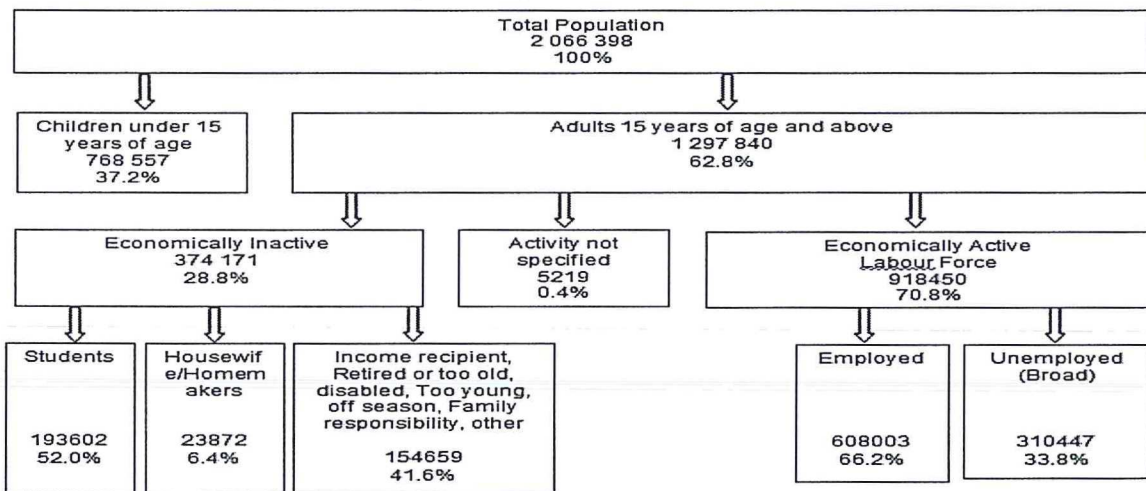 Total Population
2 066 398
100%
Children under 15
years of age
768 557
37.2%
Adults 15 years of age and above
1 297 840
62.8%
Economically Inactive
374 171
28.8%
Activity not
specified
5219
0.4%
Economically Active
Labour Force
918450
70.8%
Students
193602
52.0%
Housewif
e/Homem
akers
23872
6.4%
Income recipient,
Retired or too old,
disabled, Too young,
off season, Family
responsibility, other
154659
41.6%
Employed
608003
66.2%
Unemployed
(Broad)
310447
33.8%